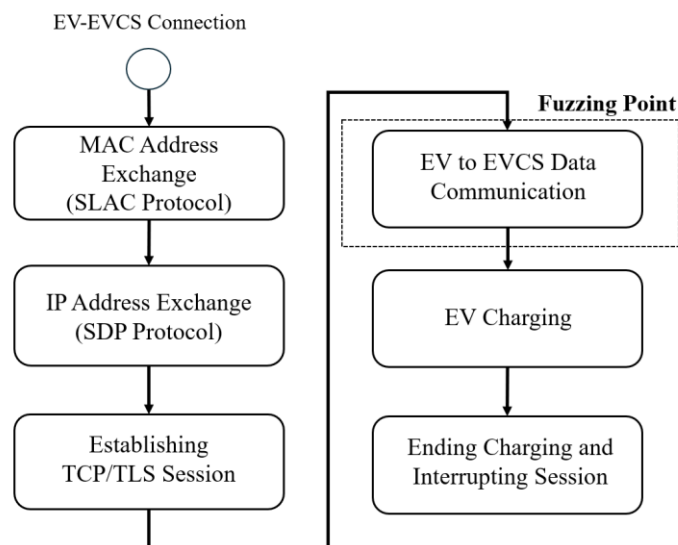 EV-EVCS Connection
MAC Address
Exchange
(SLAC Protocol)
IP Address Exchange
(SDP Protocol)
Establishing
TCP/TLS Session
Fuzzing Point
EV to EVCS Data
Communication
EV Charging
Ending Charging and
Interrupting Session